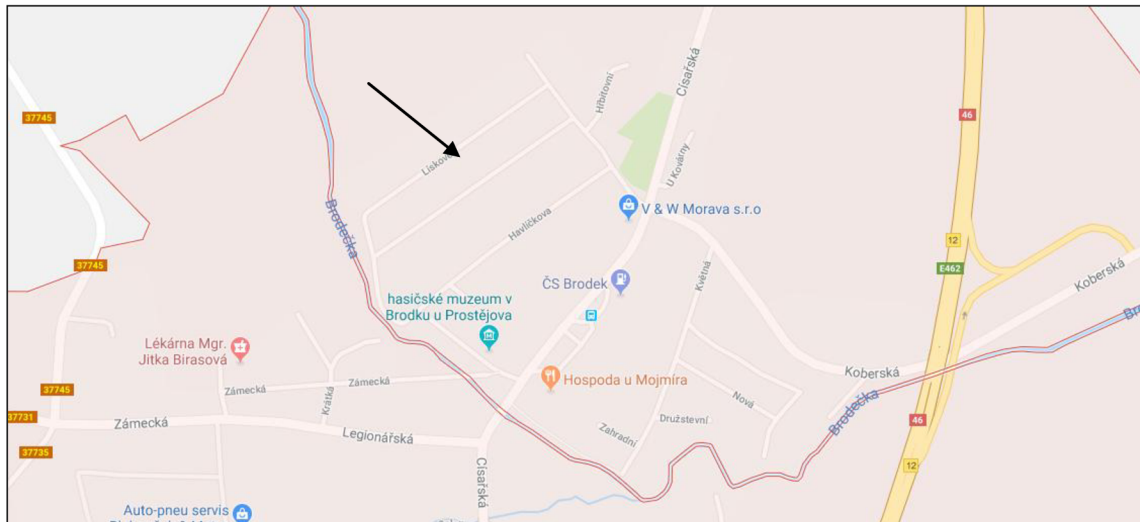 37745
Hřbitovní
Císařská
46
Lískov
U Kovárny
Brodečka
Havlíčkova
V & W Morava s.r.o
12
37745
E462
Koberská
Květná
ČS Brodek
hasičské muzeum v
Brodku u Prostějova
Lékárna Mgr.
Jitka Birasová
Koberská
Hospoda u Mojmíra
37745
Zámecká
Zámecká
Krátká
Nová
Brodečka
37731
Zámecká
Legionářská
Družstevní
46
Zahradní
37735
Císařská
12
Auto-pneu servis